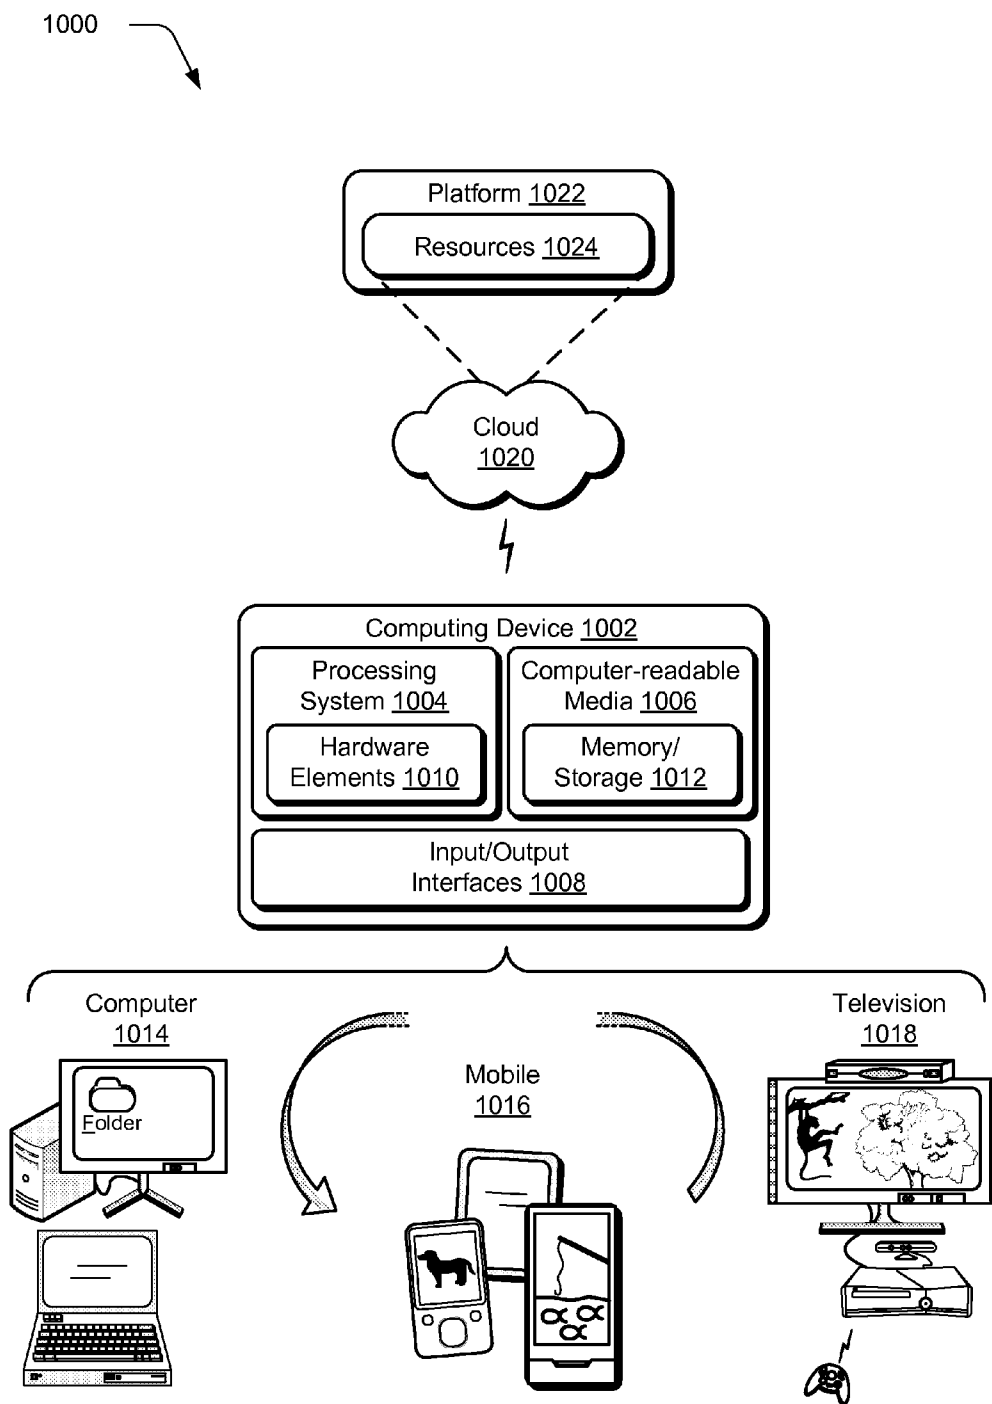 1000
Platform 1022
Resources 1024
Cloud
1020
Computing Device 1002
Processing
System 1004
Computer-readable
Media 1006
Hardware
Elements 1010
Memory/
Storage 1012
Input/Output
Interfaces 1008
Computer
1014
Folder
Mobile
1016
Television
1018